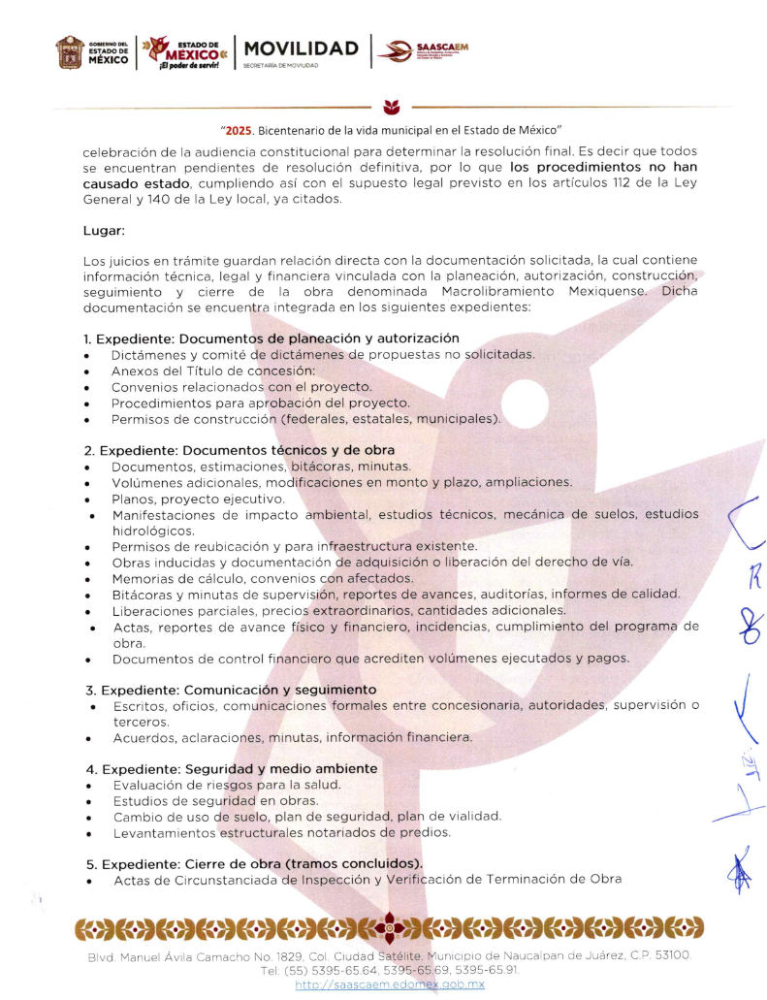 GOBIERNO DEL
ESTADO DE
MÉXICO
ESTADO DE
MÉXICO
¡El poder de servir!
MOVILIDAD
SECRETARÍA DE MOVILIDAD
SAASCAEM
"2025. Bicentenario de la vida municipal en el Estado de México"
celebración de la audiencia constitucional para determinar la resolución final. Es decir que todos
se encuentran pendientes de resolución definitiva, por lo que los procedimientos no han
causado estado, cumpliendo así con el supuesto legal previsto en los artículos 112 de la Ley
General y 140 de la Ley local, ya citados.
Lugar:
Los juicios en trámite guardan relación directa con la documentación solicitada, la cual contiene
información técnica, legal y financiera vinculada con la planeación, autorización, construcción,
seguimiento y cierre de la obra denominada Macrolibramiento Mexiquense. Dicha
documentación se encuentra integrada en los siguientes expedientes:
1. Expediente: Documentos de planeación y autorización
• Dictámenes y comité de dictámenes de propuestas no solicitadas.
• Anexos del Título de concesión:
• Convenios relacionados con el proyecto.
• Procedimientos para aprobación del proyecto.
• Permisos de construcción (federales, estatales, municipales).
2. Expediente: Documentos técnicos y de obra
• Documentos, estimaciones, bitácoras, minutas.
• Volúmenes adicionales, modificaciones en monto y plazo, ampliaciones.
• Planos, proyecto ejecutivo.
• Manifestaciones de impacto ambiental, estudios técnicos, mecánica de suelos, estudios
hidrológicos.
• Permisos de reubicación y para infraestructura existente.
• Obras inducidas y documentación de adquisición o liberación del derecho de vía.
• Memorias de cálculo, convenios con afectados.
• Bitácoras y minutas de supervisión, reportes de avances, auditorías, informes de calidad.
• Liberaciones parciales, precios extraordinarios, cantidades adicionales.
• Actas, reportes de avance físico y financiero, incidencias, cumplimiento del programa de
obra.
• Documentos de control financiero que acrediten volúmenes ejecutados y pagos.
3. Expediente: Comunicación y seguimiento
• Escritos, oficios, comunicaciones formales entre concesionaria, autoridades, supervisión o
terceros.
• Acuerdos, aclaraciones, minutas, información financiera.
4. Expediente: Seguridad y medio ambiente
• Evaluación de riesgos para la salud.
• Estudios de seguridad en obras.
• Cambio de uso de suelo, plan de seguridad, plan de vialidad.
• Levantamientos estructurales notariados de predios.
5. Expediente: Cierre de obra (tramos concluidos).
• Actas de Circunstanciada de Inspección y Verificación de Terminación de Obra
Blvd. Manuel Ávila Camacho No. 1829, Col. Ciudad Satélite, Municipio de Naucalpan de Juárez, C.P. 53100.
Tel: (55) 5395-65.64, 5395-65.69, 5395-65.91.
http://saascaem.edomex.gob.mx